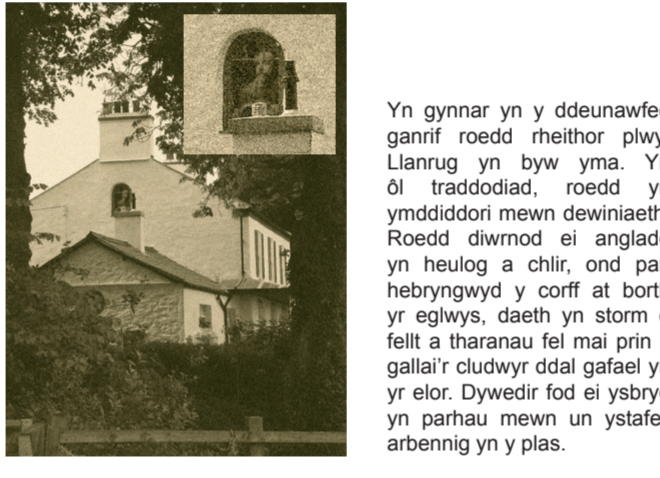 Yn gynnar yn y ddeunawfe
ganrif roedd rheithor plwy
Llanrug yn byw yma. Y
ôl traddodiad, roedd y
ymddiddori mewn dewiniaeth
Roedd diwrnod ei anglad
yn heulog a chlir, ond pa
hebryngwyd y corff at bort
yr eglwys, daeth yn storm
fellt a tharanau fel mai prin
gallai’r cludwyr ddal gafael y
yr elor. Dywedir fod ei ysbry
yn parhau mewn un ystafe
arbennig yn y plas.